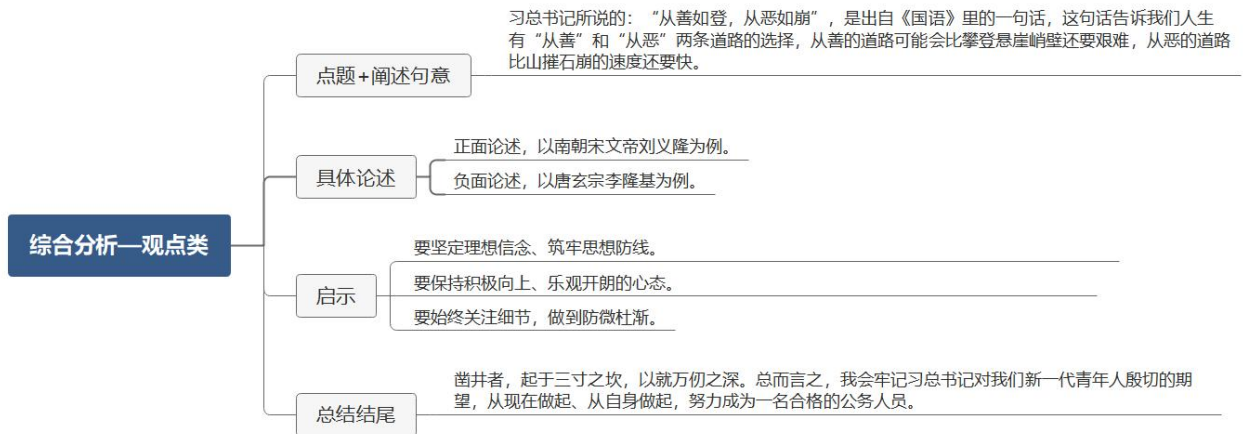 习总书记所说的：“从善如登，从恶如崩”，是出自《国语》里的一句话，这句话告诉我们人生
有“从善”和“从恶”两条道路的选择，从善的道路可能会比攀登悬崖峭壁还要艰难，从恶的道路
比山摧石崩的速度还要快。
点题+阐述句意
正面论述，以南朝宋文帝刘义隆为例。
具体论述
负面论述，以唐玄宗李隆基为例。
综合分析—观点类
要坚定理想信念、筑牢思想防线。
要保持积极向上、乐观开朗的心态。
启示
要始终关注细节，做到防微杜渐。
凿井者，起于三寸之坎，以就万仞之深。总而言之，我会牢记习总书记对我们新一代青年人殷切的期
望，从现在做起、从自身做起，努力成为一名合格的公务人员。
总结结尾